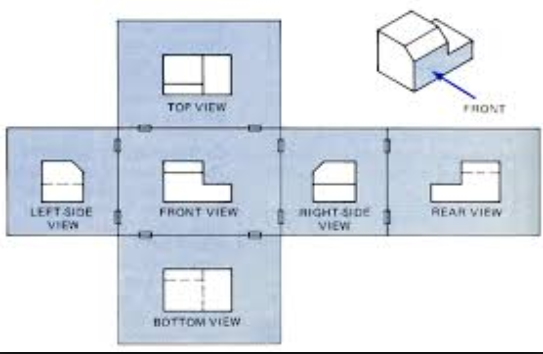 TOP VIEW
FRONT
LEFT-SIDE
VIEW
FRONT VIEW
RIGHT-SIDE
VIEW
REAR VIEW
BOTTOM VIEW